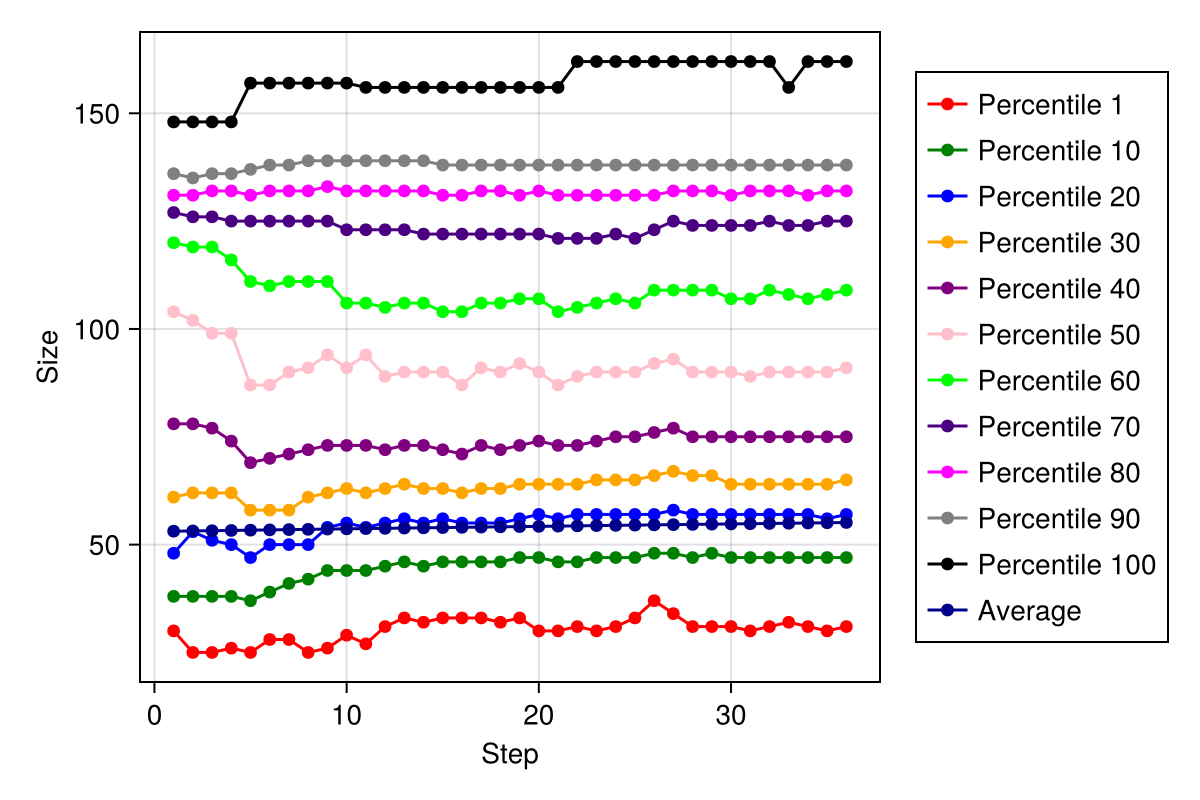 150
100
50
Size
0
10
20
30
Step
Percentile 1
Percentile 10
Percentile 20
Percentile 30
Percentile 40
Percentile 50
Percentile 60
Percentile 70
Percentile 80
Percentile 90
Percentile 100
Average